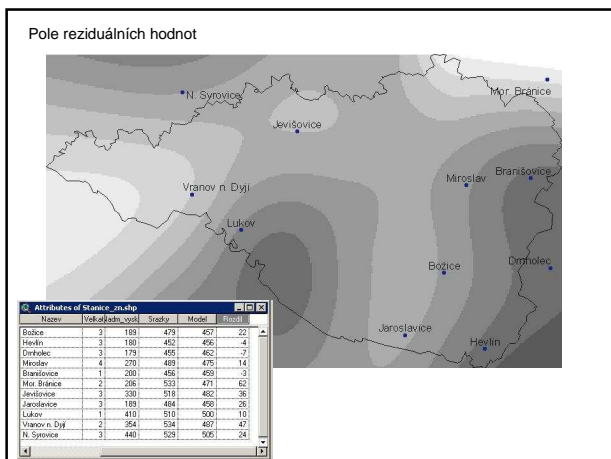 Pole reziduálních hodnot
N. Syrovice
Mor. Bránice
Jevišovice
Branišovice
Miroslav
Vranov n. Dyjí
Lukov
Drnholec
Božice
Jaroslavice
Hevlín
Attributes of Stanice_zn.shp
Nazev Velkat Nadm_vysk Srazky Model Rozdil
Božice 3 189 479 457 22
Hevlín 3 180 452 456 -4
Drnholec 3 179 455 462 -7
Miroslav 4 270 489 475 14
Branišovice 1 200 456 459 -3
Mor. Bránice 2 206 533 471 62
Jevišovice 3 330 518 482 36
Jaroslavice 3 189 484 458 26
Lukov 1 410 510 500 10
Vranov n. Dyjí 2 354 534 487 47
N. Syrovice 3 440 529 505 24